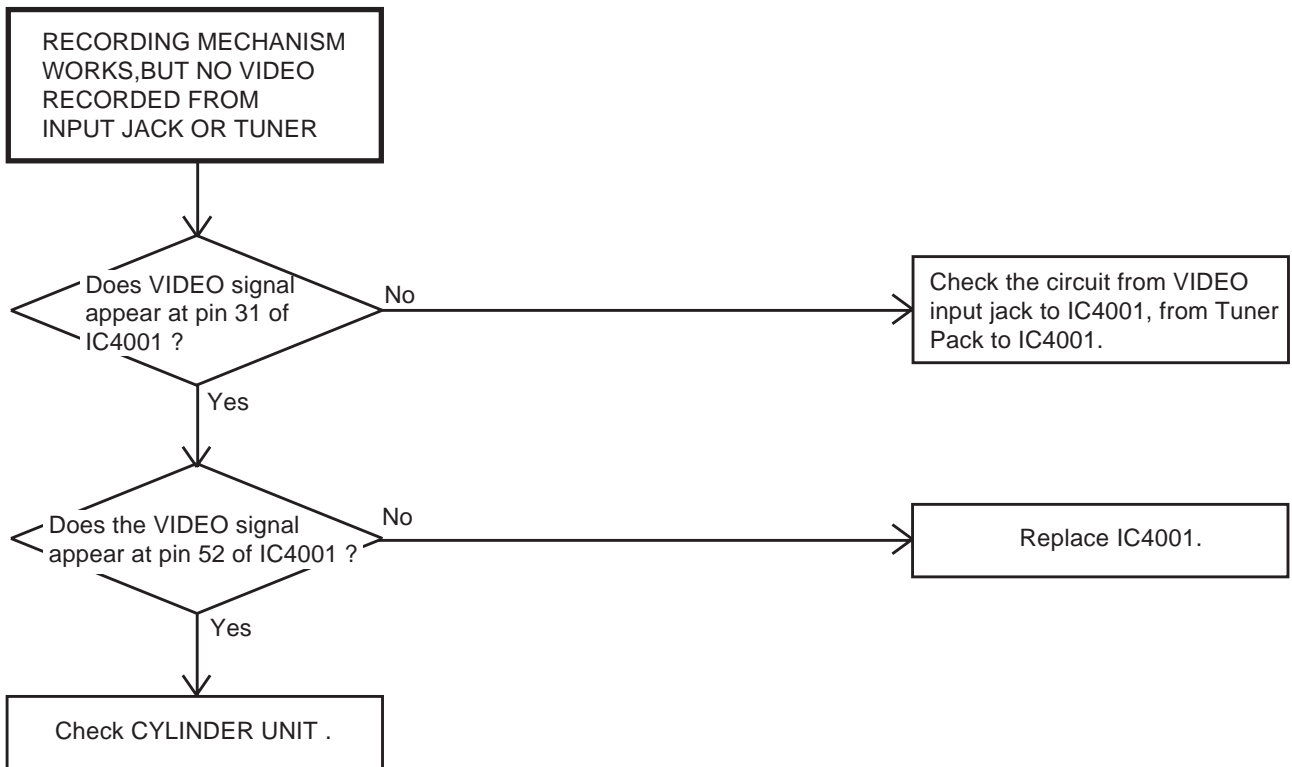 RECORDING MECHANISM
WORKS,BUT NO VIDEO
RECORDED FROM
INPUT JACK OR TUNER
Does VIDEO signal
appear at pin 31 of
IC4001 ?
No
Check the circuit from VIDEO
input jack to IC4001, from Tuner
Pack to IC4001.
Yes
Does the VIDEO signal
appear at pin 52 of IC4001 ?
No
Replace IC4001.
Yes
Check CYLINDER UNIT .